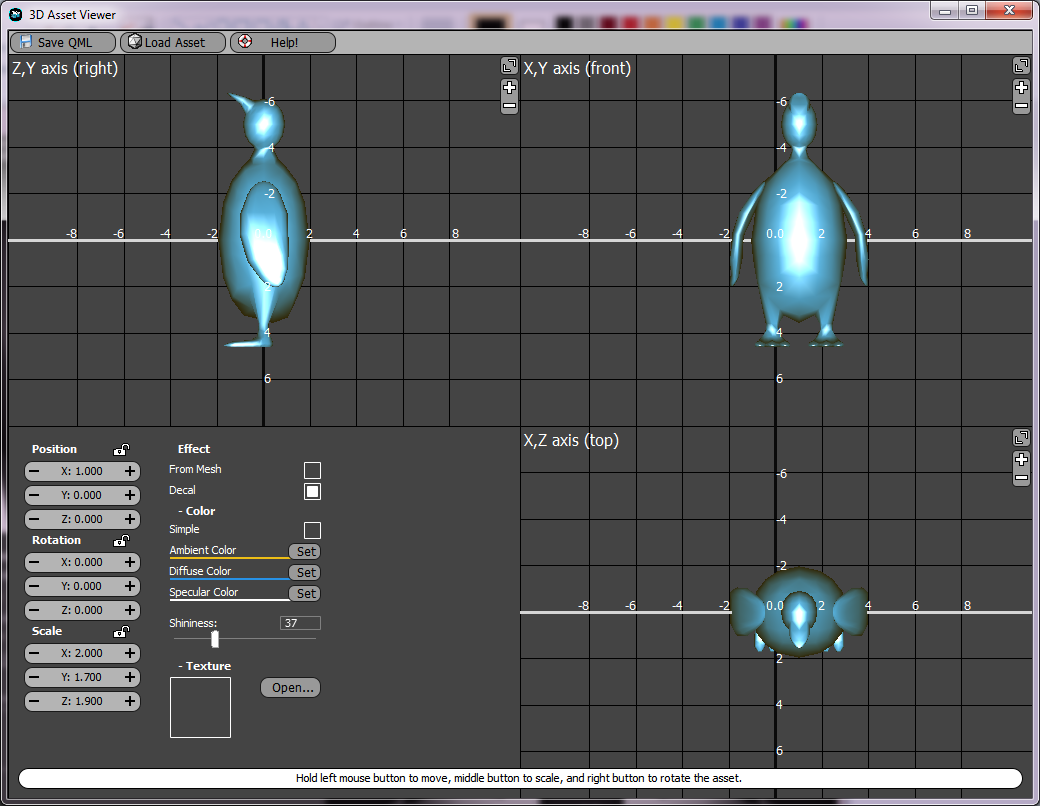 3D Asset Viewer
Save QML Load Asset Help!
Z,Y axis (right)
-6
-4
-2
-8 -6 -4 -2 0.0 2 4 6 8
4
6
X,Y axis (front)
-6
-4
-2
-8 -6 -4 -2 0.0 2 4 6 8
2
4
6
Position
X: 1.000
Y: 0.000
Z: 0.000
Rotation
X: 0.000
Y: 0.000
Z: 0.000
Scale
X: 2.000
Y: 1.700
Z: 1.900
Effect
From Mesh
Decal
- Color
Simple
Ambient Color Set
Diffuse Color Set
Specular Color Set
Shininess: 37
- Texture
Open...
X,Z axis (top)
-6
-4
-2
-8 -6 -4 -2 0.0 2 4 6 8
2
4
6
Hold left mouse button to move, middle button to scale, and right button to rotate the asset.